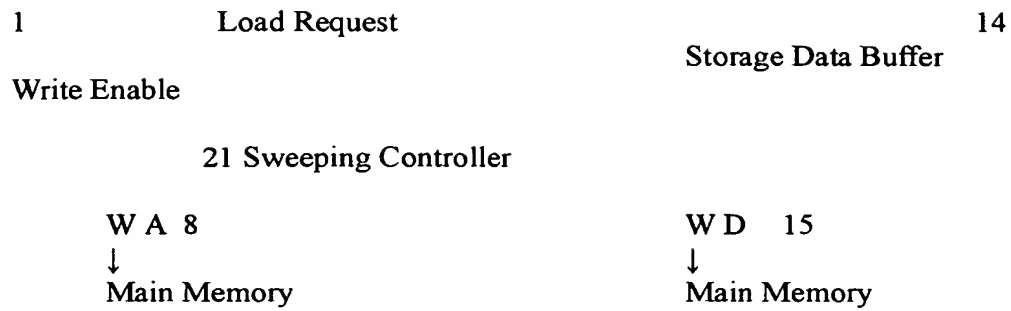 1 Load Request 14
Storage Data Buffer
Write Enable
21 Sweeping Controller
W A 8 W D 15
↓ ↓
Main Memory Main Memory